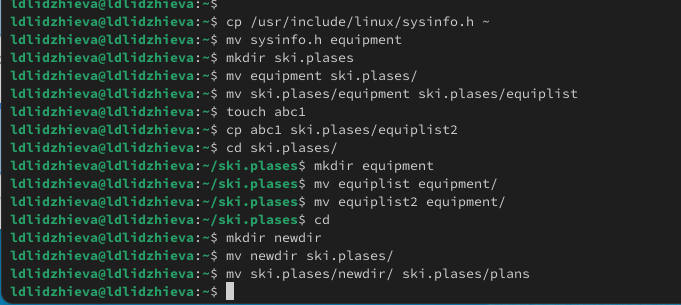 ldlidzhieva@ldlidzhieva:~$
ldlidzhieva@ldlidzhieva:~$ cp /usr/include/linux/sysinfo.h ~
ldlidzhieva@ldlidzhieva:~$ mv sysinfo.h equipment
ldlidzhieva@ldlidzhieva:~$ mkdir ski.plases
ldlidzhieva@ldlidzhieva:~$ mv equipment ski.plases/
ldlidzhieva@ldlidzhieva:~$ mv ski.plases/equipment ski.plases/equiplist
ldlidzhieva@ldlidzhieva:~$ touch abc1
ldlidzhieva@ldlidzhieva:~$ cp abc1 ski.plases/equiplist2
ldlidzhieva@ldlidzhieva:~$ cd ski.plases/
ldlidzhieva@ldlidzhieva:~/ski.plases$ mkdir equipment
ldlidzhieva@ldlidzhieva:~/ski.plases$ mv equiplist equipment/
ldlidzhieva@ldlidzhieva:~/ski.plases$ mv equiplist2 equipment/
ldlidzhieva@ldlidzhieva:~/ski.plases$ cd
ldlidzhieva@ldlidzhieva:~$ mkdir newdir
ldlidzhieva@ldlidzhieva:~$ mv newdir ski.plases/
ldlidzhieva@ldlidzhieva:~$ mv ski.plases/newdir/ ski.plases/plans
ldlidzhieva@ldlidzhieva:~$